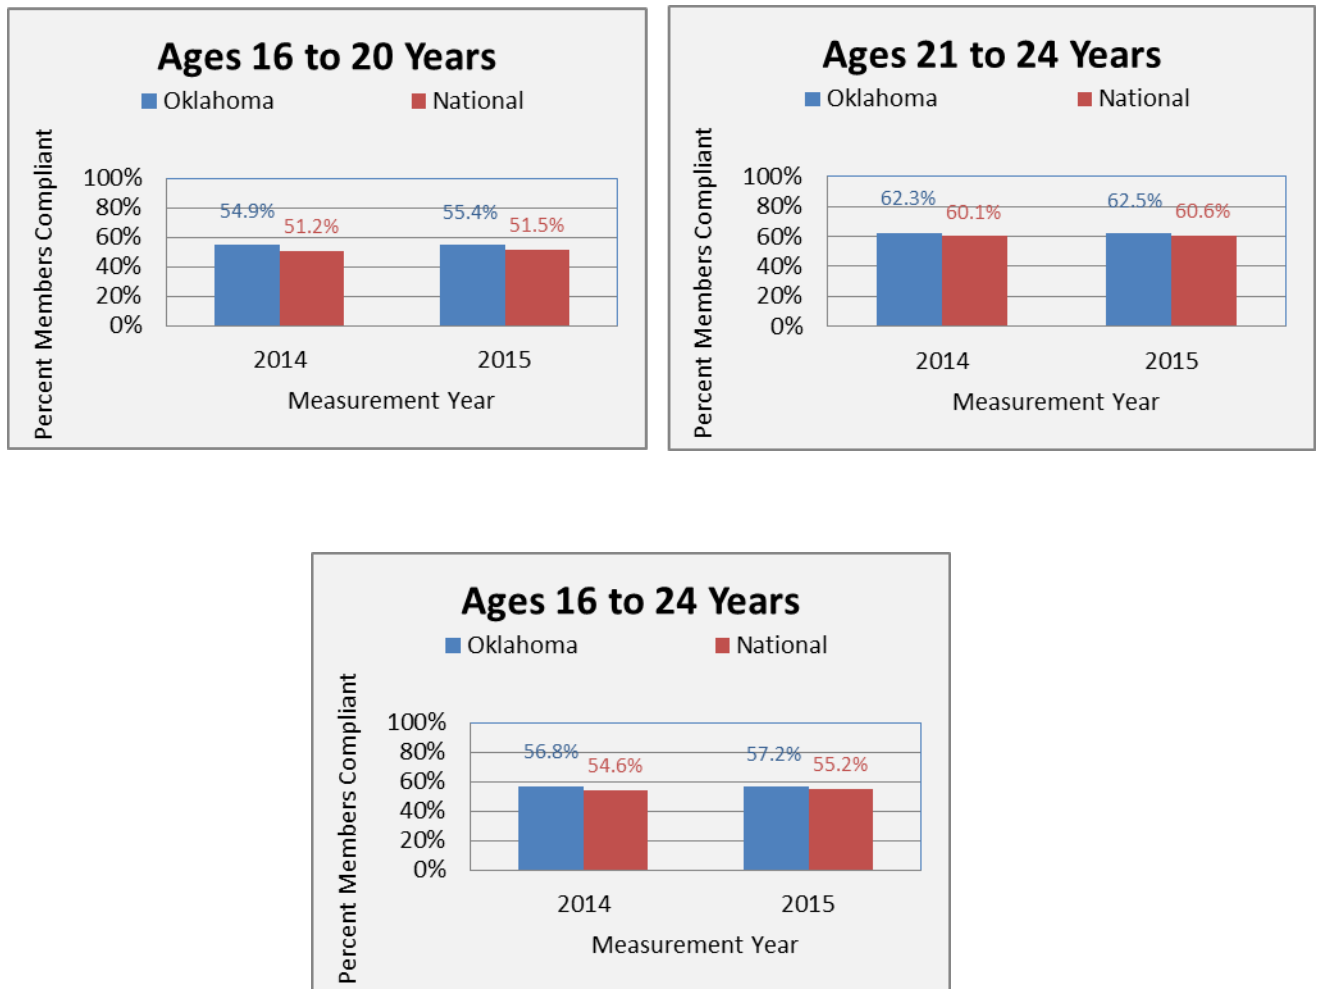 Ages 16 to 20 Years
Oklahoma National
Percent Members Compliant
100%
80%
60%
40%
20%
0%
54.9%
51.2%
55.4%
51.5%
2014 2015
Measurement Year
Ages 21 to 24 Years
Oklahoma National
Percent Members Compliant
100%
80%
60%
40%
20%
0%
62.3%
60.1%
62.5%
60.6%
2014 2015
Measurement Year
Ages 16 to 24 Years
Oklahoma National
Percent Members Compliant
100%
80%
60%
40%
20%
0%
56.8%
54.6%
57.2%
55.2%
2014 2015
Measurement Year